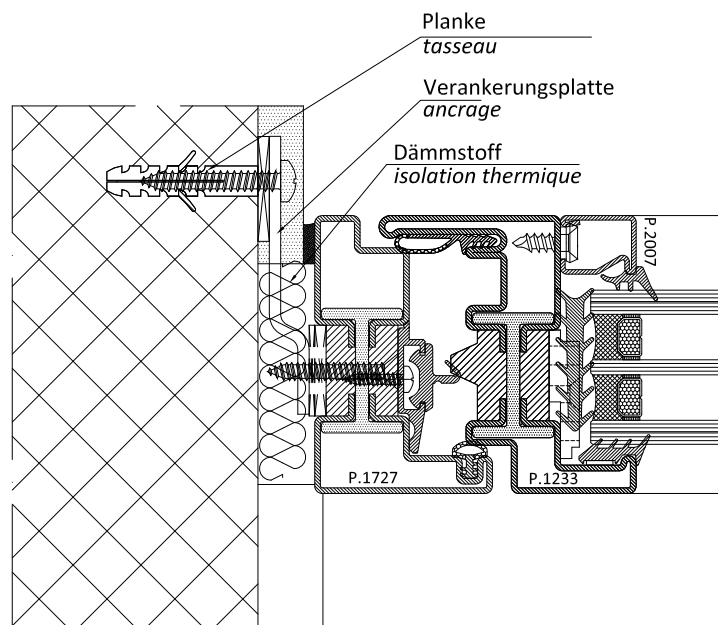 Planke
tasseau
Verankerungsplatte
ancrage
Dämmstoff
isolation thermique
P.2007
P.1727
P.1233